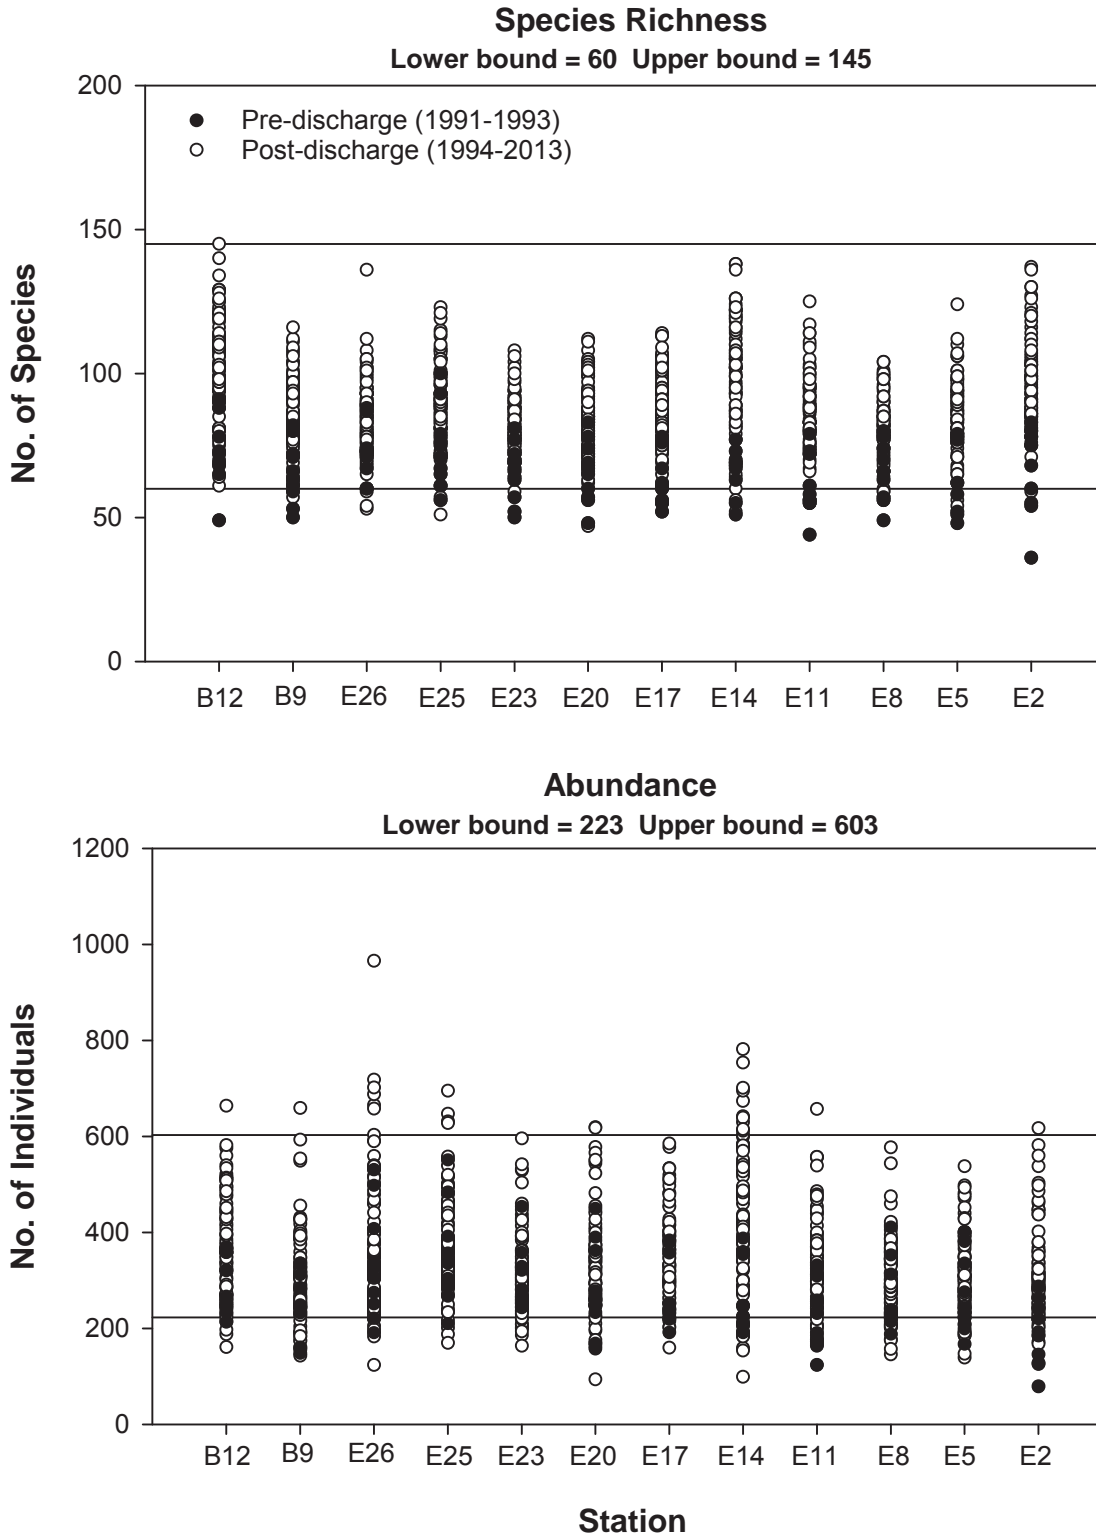 Species Richness
Lower bound = 60 Upper bound = 145
200
Pre-discharge (1991-1993)
Post-discharge (1994-2013)
150
100
50
0
No. of Species
B12 B9 E26 E25 E23 E20 E17 E14 E11 E8 E5 E2
Abundance
Lower bound = 223 Upper bound = 603
1200
1000
800
600
400
200
0
No. of Individuals
B12 B9 E26 E25 E23 E20 E17 E14 E11 E8 E5 E2
Station